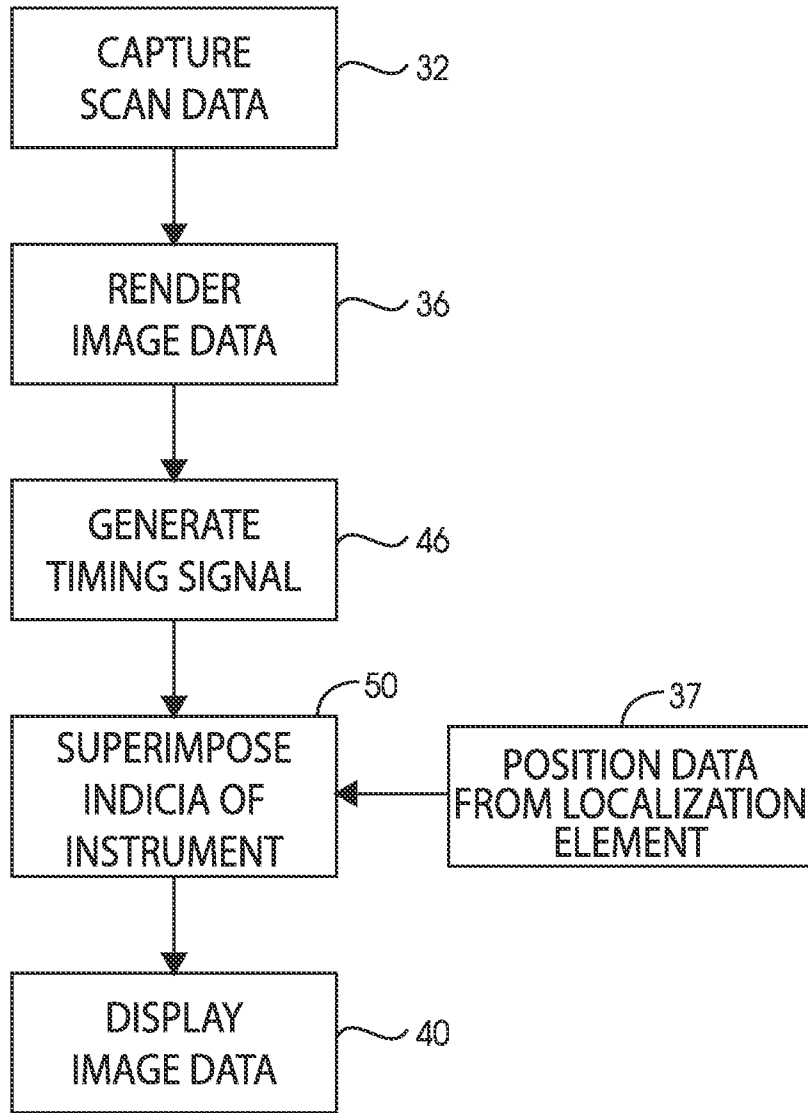 CAPTURE
SCAN DATA
32
RENDER
IMAGE DATA
36
GENERATE
TIMING SIGNAL
46
50
SUPERIMPOSE
INDICIA OF
INSTRUMENT
37
POSITION DATA
FROM LOCALIZATION
ELEMENT
DISPLAY
IMAGE DATA
40